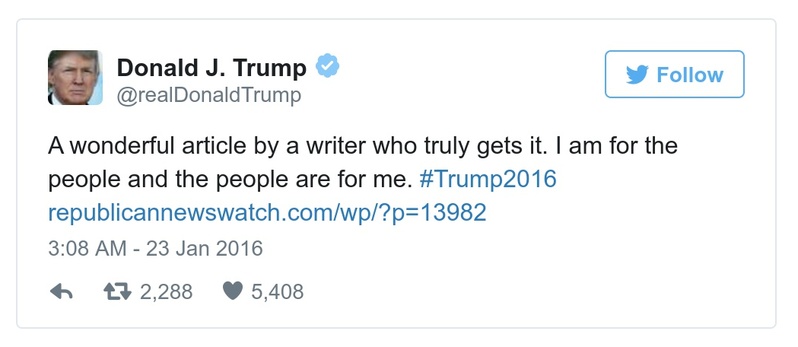 Donald J. Trump
@realDonaldTrump
Follow
A wonderful article by a writer who truly gets it. I am for the
people and the people are for me. #Trump2016
republicannewswatch.com/wp/?p=13982
3:08 AM - 23 Jan 2016
2,288 5,408